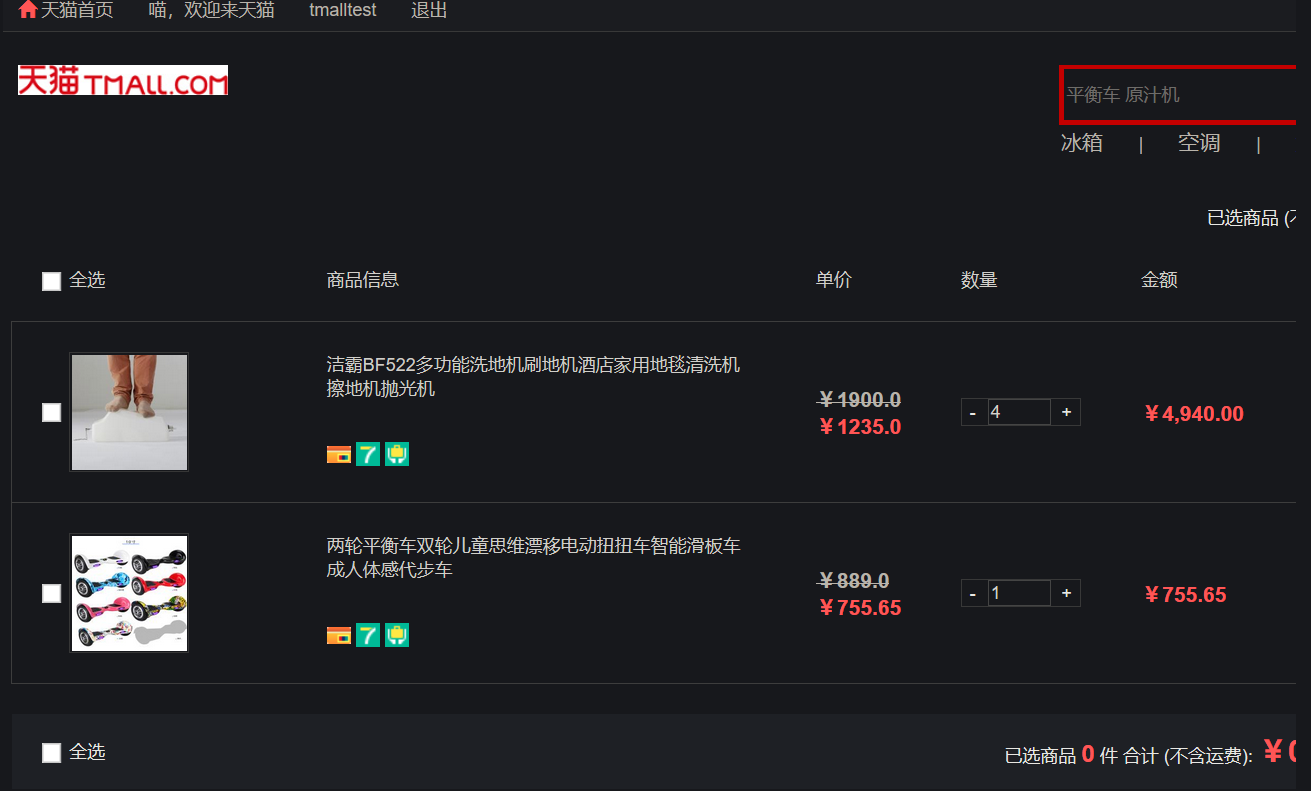 天猫首页 喵，欢迎来天猫 tmalltest 退出
天猫 TMALL.COM
平衡车 原汁机
冰箱 | 空调 |
已选商品 (
全选 商品信息 单价 数量 金额
洁霸BF522多功能洗地机刷地机酒店家用地毯清洗机
擦地机抛光机
￥1900.0
￥1235.0
- 4 +
￥4,940.00
7
两轮平衡车双轮儿童思维漂移电动扭扭车智能滑板车
成人体感代步车
￥889.0
￥755.65
- 1 +
￥755.65
7
全选 已选商品 0 件 合计 (不含运费): ￥